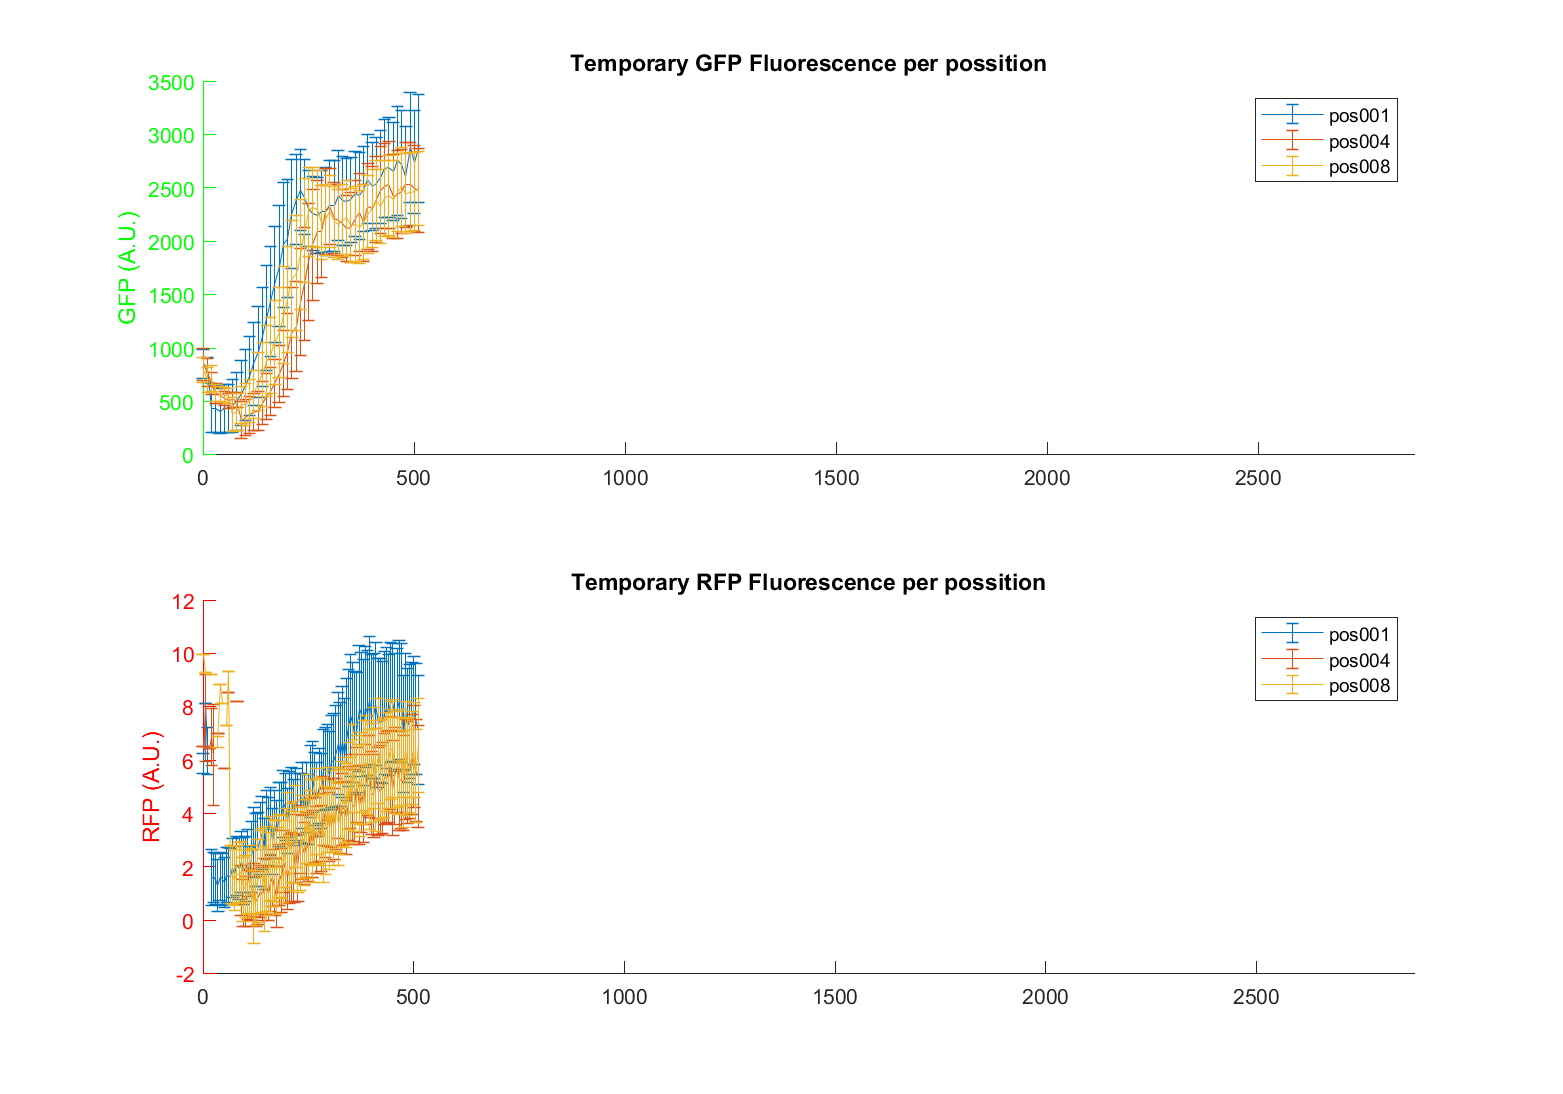 Temporary GFP Fluorescence per possition
3500
3000
2500
2000
1500
1000
500
0
GFP (A.U.)
pos001
pos004
pos008
0 500 1000 1500 2000 2500
Temporary RFP Fluorescence per possition
12
10
8
6
4
2
0
-2
RFP (A.U.)
pos001
pos004
pos008
0 500 1000 1500 2000 2500